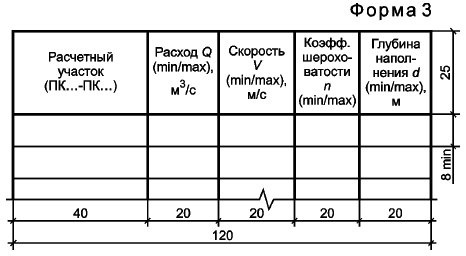 Форма 3
Расчетный
участок
(ПК...-ПК...)
Расход Q
(min/max),
м³/с
Скорость
V
(min/max),
м/с
Коэфф.
шерохо-
ватости
n
(min/max)
Глубина
напол-
нения d
(min/max),
м
25
8 min
40
20
20
20
20
120